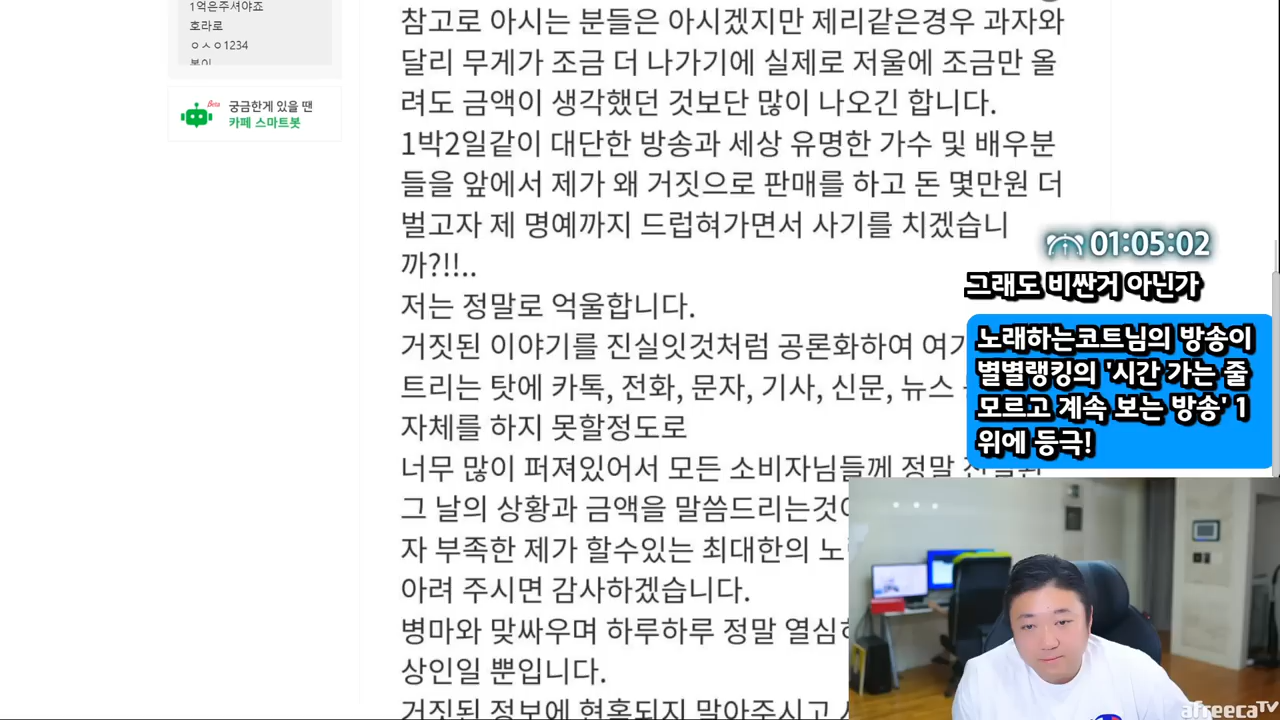 1억은주셔야죠
호라로
ㅇㅅㅇ1234
Beta
궁금한게 있을 땐
카페 스마트봇
참고로 아시는 분들은 아시겠지만 제리같은경우 과자와
달리 무게가 조금 더 나가기에 실제로 저울에 조금만 올
려도 금액이 생각했던 것보단 많이 나오긴 합니다.
1박2일같이 대단한 방송과 세상 유명한 가수 및 배우분
들을 앞에서 제가 왜 거짓으로 판매를 하고 돈 몇만원 더
벌고자 제 명예까지 드럽혀가면서 사기를 치겠습니
까?!!..
저는 정말로 억울합니다.
거짓된 이야기를 진실잇것처럼 공론화하여 여기
트리는 탓에 카톡, 전화, 문자, 기사, 신문, 뉴스
자체를 하지 못할정도로
너무 많이 퍼져있어서 모든 소비자님들께 정말
그 날의 상황과 금액을 말씀드리는것이
자 부족한 제가 할수있는 최대한의
아려 주시면 감사하겠습니다.
병마와 맞싸우며 하루하루 정말 열심히
상인일 뿐입니다.
거짓된 정보에 현혹되지 말아주시고
01:05:02
그래도 비싼거 아닌가
노래하는코트님의 방송이
별별랭킹의 '시간 가는 줄
모르고 계속 보는 방송' 1
위에 등극!
afreecaTV